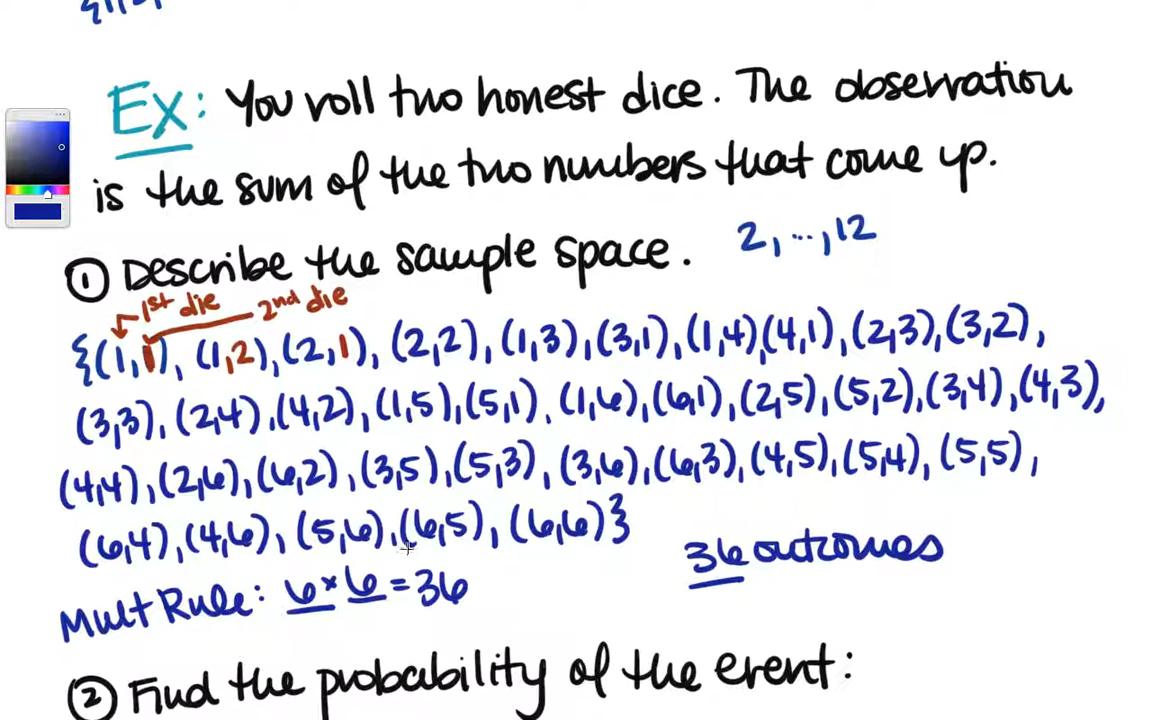 Ex: You roll two honest dice. The observation
is the sum of the two numbers that come up.
① Describe the sample space. 2, ..., 12
1st die 2nd die
{(1,1), (1,2), (2,1), (2,2), (1,3), (3,1), (1,4)(4,1), (2,3), (3,2),
(3,3), (2,4), (4,2), (1,5), (5,1), (1,6), (6,1), (2,5), (5,2), (3,4), (4,3),
(4,4), (2,6), (6,2), (3,5), (5,3), (3,6), (6,3), (4,5), (5,4), (5,5),
(6,4), (4,6), (5,6), (6,5), (6,6)}
36 outcomes
Mult Rule: 6 × 6 = 36
② Find the probability of the event: